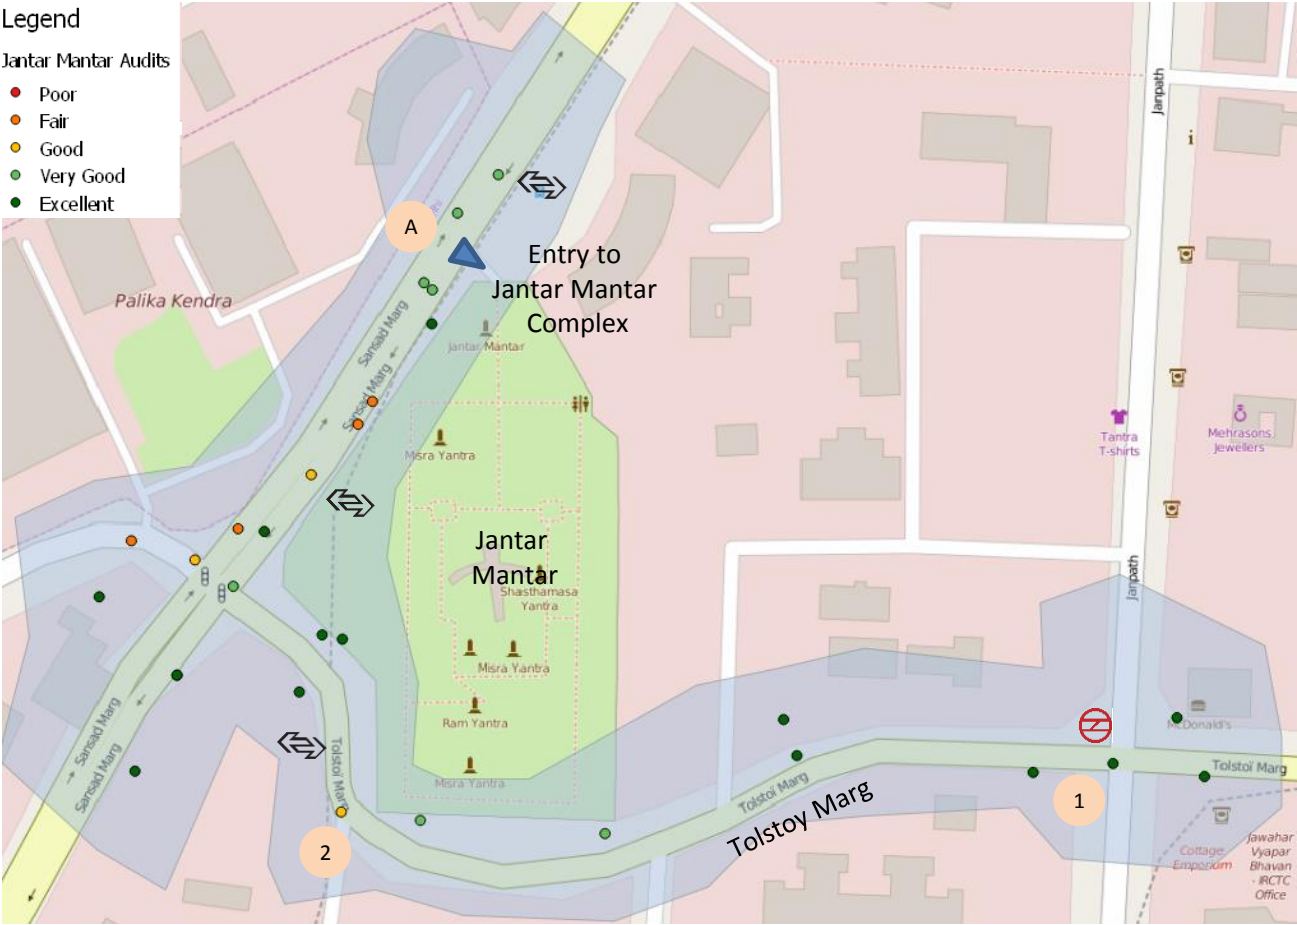 Legend
Jantar Mantar Audits
Poor
Fair
Good
Very Good
Excellent
Janpath
i
A
Entry to
Jantar Mantar
Complex
Palika Kendra
Sansad Marg
Sansad Marg
Jantar Mantar
Misra Yantra
Tantra
T-shirts
Mehrasons
Jewellers
Jantar
Mantar
Shasthamasa
Yantra
Janpath
Misra Yantra
Ram Yantra
Misra Yantra
Sansad Marg
Sansad Marg
Tolstoï Marg
McDonald's
Tolstoï Marg
Tolstoï Marg
Tolstoy Marg
1
2
Cottage
Emporium
Jawahar
Vyapar
Bhavan
- IRCTC
Office